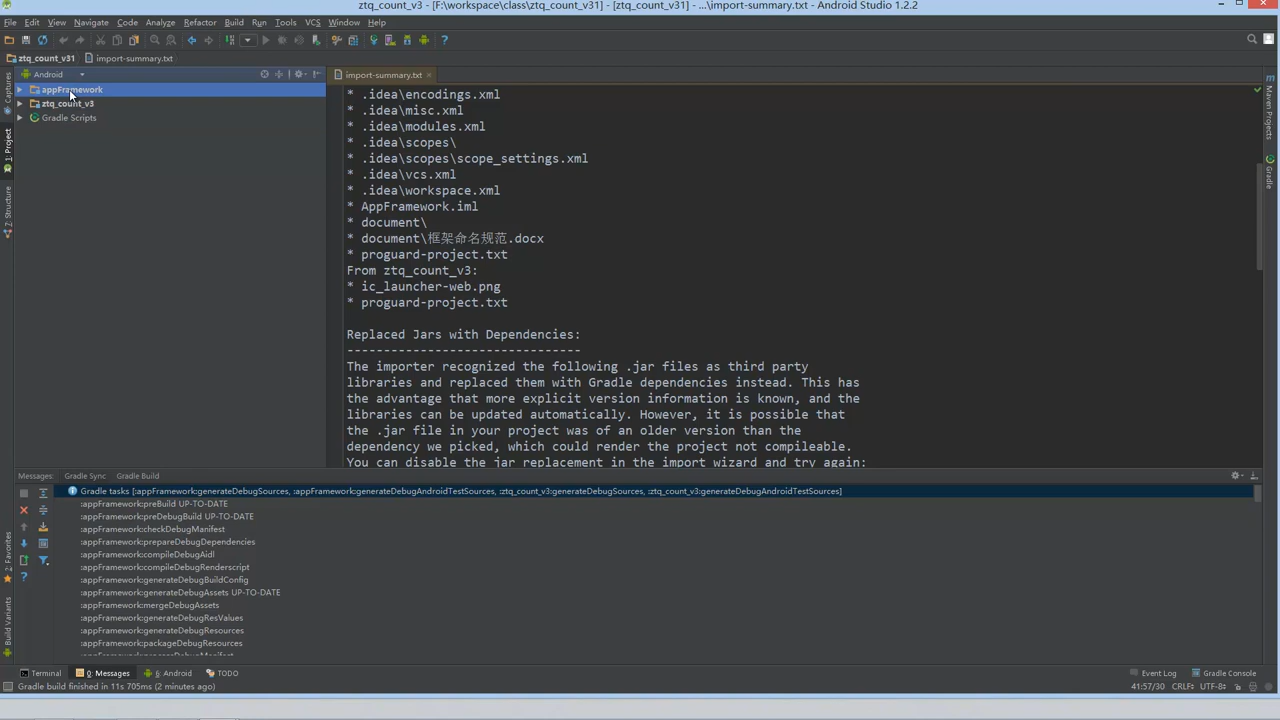 ztq_count_v3 - [F:\workspace\class\ztq_count_v31] - [ztq_count_v31] - ...\import-summary.txt - Android Studio 1.2.2
File Edit View Navigate Code Analyze Refactor Build Run Tools VCS Window Help
ztq_count_v31 import-summary.txt
Android
import-summary.txt
appFramework
ztq_count_v3
Gradle Scripts
Captures
1: Project
7: Structure
2: Favorites
Build Variants
* .idea\encodings.xml
* .idea\misc.xml
* .idea\modules.xml
* .idea\scopes\
* .idea\scopes\scope_settings.xml
* .idea\vcs.xml
* .idea\workspace.xml
* AppFramework.iml
* document\
* document\框架命名规范.docx
* proguard-project.txt
From ztq_count_v3:
* ic_launcher-web.png
* proguard-project.txt
Replaced Jars with Dependencies:
-------------------------------
The importer recognized the following .jar files as third party
libraries and replaced them with Gradle dependencies instead. This has
the advantage that more explicit version information is known, and the
libraries can be updated automatically. However, it is possible that
the .jar file in your project was of an older version than the
dependency we picked, which could render the project not compileable.
You can disable the jar replacement in the import wizard and try again:
Maven Projects
Gradle
Messages: Gradle Sync Gradle Build
Gradle tasks [:appFramework:generateDebugSources, :appFramework:generateDebugAndroidTestSources, :ztq_count_v3:generateDebugSources, :ztq_count_v3:generateDebugAndroidTestSources]
:appFramework:preBuild UP-TO-DATE
:appFramework:preDebugBuild UP-TO-DATE
:appFramework:checkDebugManifest
:appFramework:prepareDebugDependencies
:appFramework:compileDebugAidl
:appFramework:compileDebugRenderscript
:appFramework:generateDebugBuildConfig
:appFramework:generateDebugAssets UP-TO-DATE
:appFramework:mergeDebugAssets
:appFramework:generateDebugResValues
:appFramework:generateDebugResources
:appFramework:packageDebugResources
Terminal 0: Messages 6: Android TODO Event Log Gradle Console
Gradle build finished in 11s 705ms (2 minutes ago) 41:57/30 CRLF÷ UTF-8÷